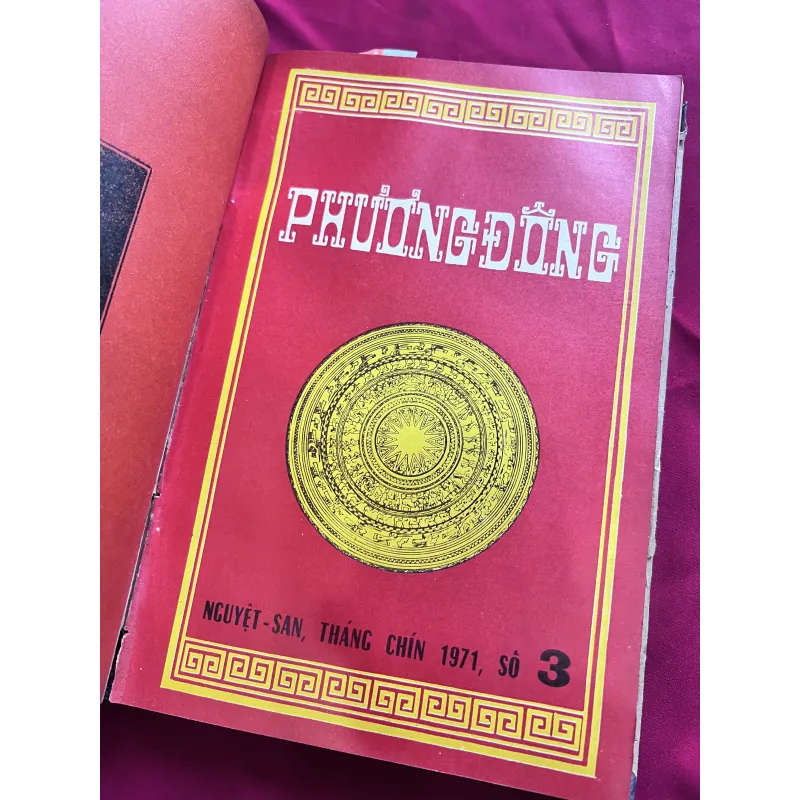 PHƯƠNG-ĐÔNG
NGUYỆT-SAN, THÁNG CHÍN 1971, SỐ 3